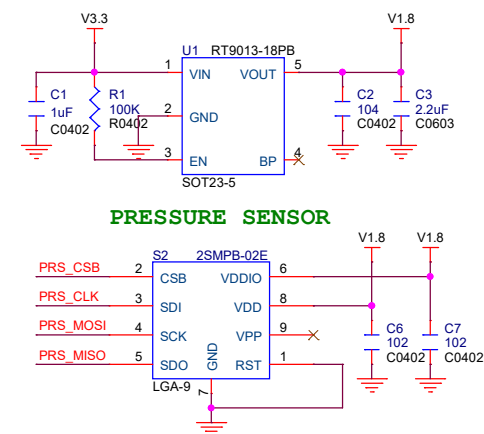 V3.3 V1.8
U1 RT9013-18PB
1 VIN VOUT 5
C1 1uF C0402
R1 100K R0402
2 GND
3 EN BP 4
C2 104 C0402
C3 2.2uF C0603
SOT23-5
PRESSURE SENSOR
V1.8 V1.8
S2 2SMPB-02E
PRS_CSB 2 CSB VDDIO 6
PRS_CLK 3 SDI VDD 8
PRS_MOSI 4 SCK VPP 9
PRS_MISO 5 SDO GND RST 1
C6 102 C0402
C7 102 C0402
LGA-9 7